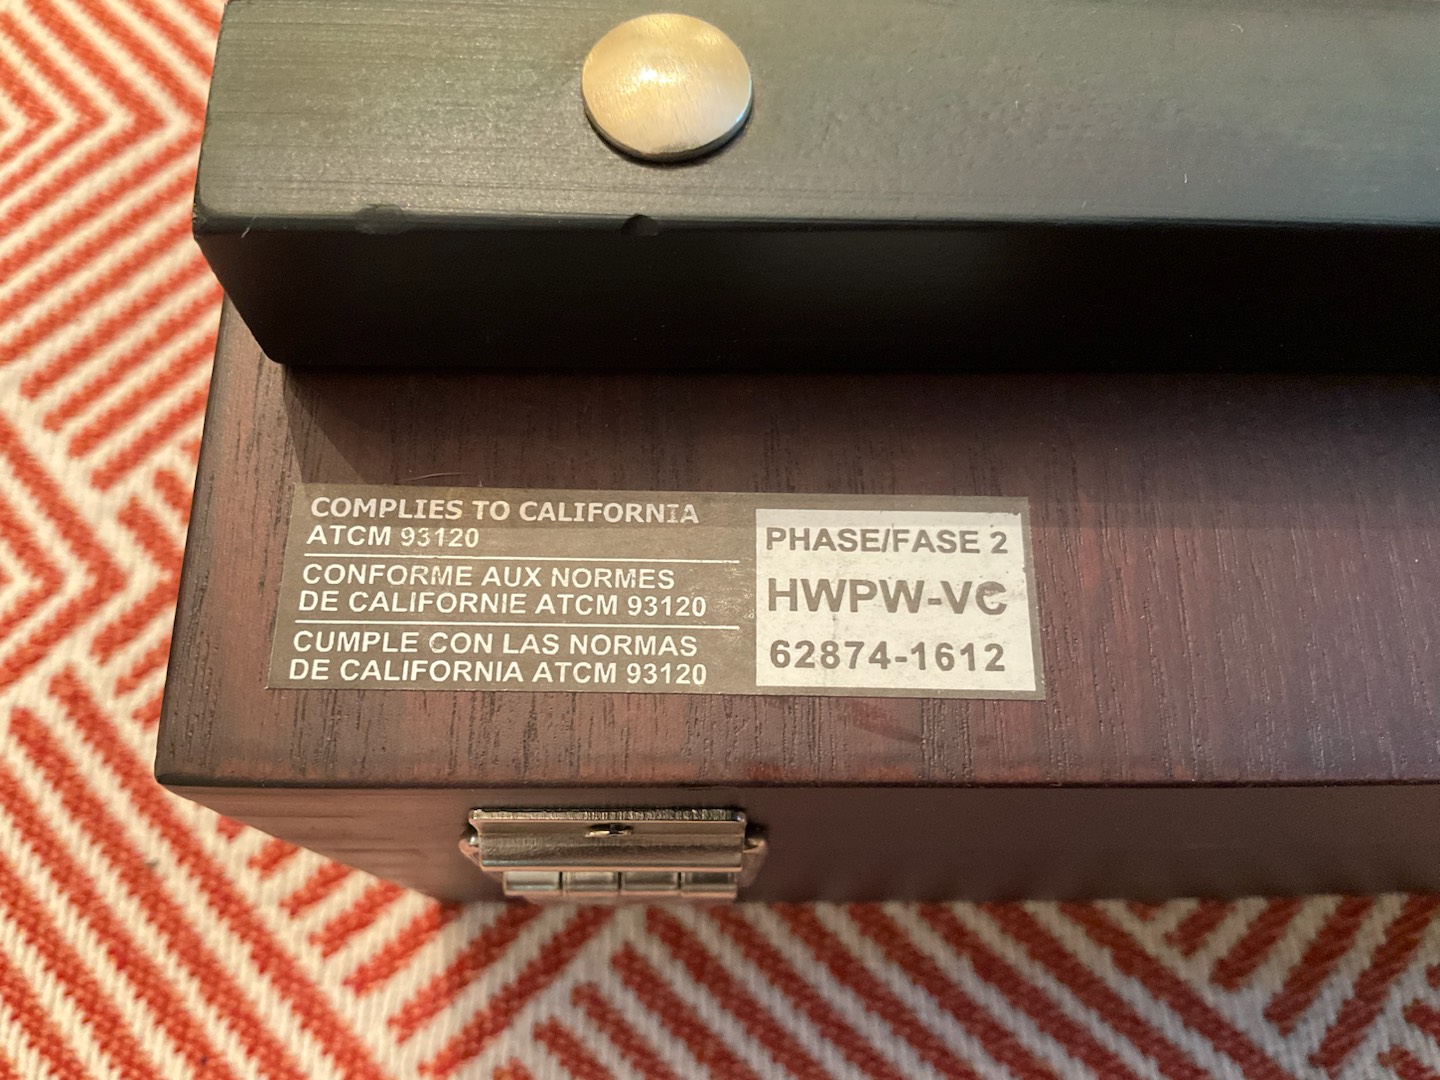 COMPLIES TO CALIFORNIA
ATCM 93120
CONFORME AUX NORMES
DE CALIFORNIE ATCM 93120
CUMPLE CON LAS NORMAS
DE CALIFORNIA ATCM 93120
PHASE/FASE 2
HWPW-VC
62874-1612